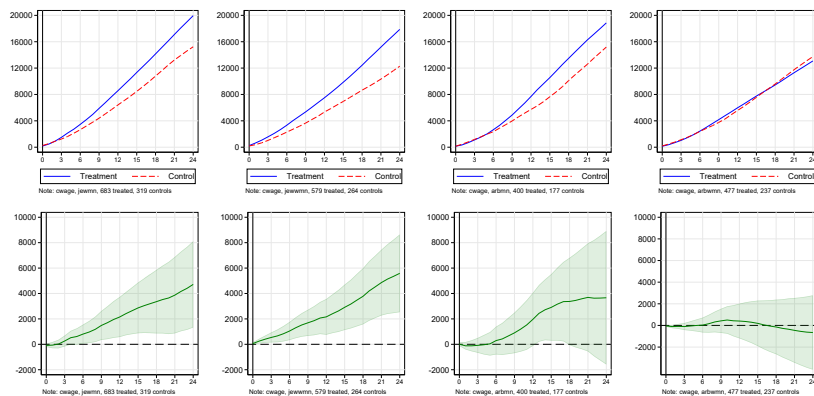 20000
16000
12000
8000
4000
0
0 3 6 9 12 15 18 21 24
Treatment Control
Note: cwage, jewmn, 683 treated, 319 controls
20000
16000
12000
8000
4000
0
0 3 6 9 12 15 18 21 24
Treatment Control
Note: cwage, jewwmn, 579 treated, 264 controls
20000
16000
12000
8000
4000
0
0 3 6 9 12 15 18 21 24
Treatment Control
Note: cwage, arbmn, 400 treated, 177 controls
20000
16000
12000
8000
4000
0
0 3 6 9 12 15 18 21 24
Treatment Control
Note: cwage, arbwmn, 477 treated, 237 controls
10000
8000
6000
4000
2000
0
-2000
0 3 6 9 12 15 18 21 24
Note: cwage, jewmn, 683 treated, 319 controls
10000
8000
6000
4000
2000
0
-2000
0 3 6 9 12 15 18 21 24
Note: cwage, jewwmn, 579 treated, 264 controls
10000
8000
6000
4000
2000
0
-2000
0 3 6 9 12 15 18 21 24
Note: cwage, arbmn, 400 treated, 177 controls
10000
8000
6000
4000
2000
0
-2000
0 3 6 9 12 15 18 21 24
Note: cwage, arbwmn, 477 treated, 237 controls